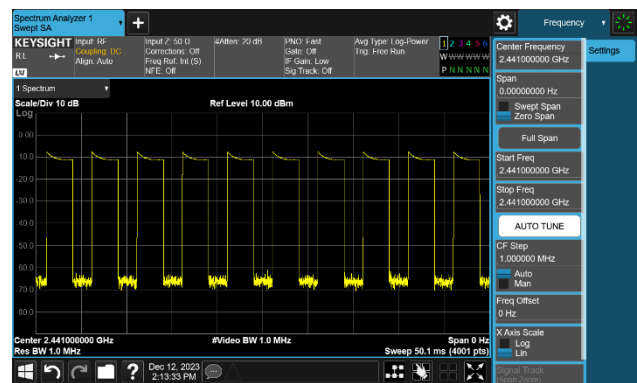 Spectrum Analyzer 1
Swept SA
Frequency
KEYSIGHT
RL
Input: RF
Coupling: DC
Align: Auto
Input Z: 50 Ω
Corrections: Off
Freq Ref: Int (S)
NFE: Off
#Atten: 20 dB
PNO: Fast
Gate: Off
IF Gain: Low
Sig Track: Off
Avg Type: Log-Power
Trig: Free Run
1 2 3 4 5 6
W W W W W W
P N N N N N
LXI
1 Spectrum
Scale/Div 10 dB
Ref Level 10.00 dBm
Log
0.00
-10.0
-20.0
-30.0
-40.0
-50.0
-60.0
-70.0
-80.0
Center 2.441000000 GHz
Res BW 1.0 MHz
#Video BW 1.0 MHz
Span 0 Hz
Sweep 50.1 ms (4001 pts)
Dec 12, 2023
2:13:33 PM
Center Frequency
2.441000000 GHz
Settings
Span
0.00000000 Hz
Swept Span
Zero Span
Full Span
Start Freq
2.441000000 GHz
Stop Freq
2.441000000 GHz
AUTO TUNE
CF Step
1.000000 MHz
Auto
Man
Freq Offset
0 Hz
X Axis Scale
Log
Lin
Signal Track
(Span Zoom)